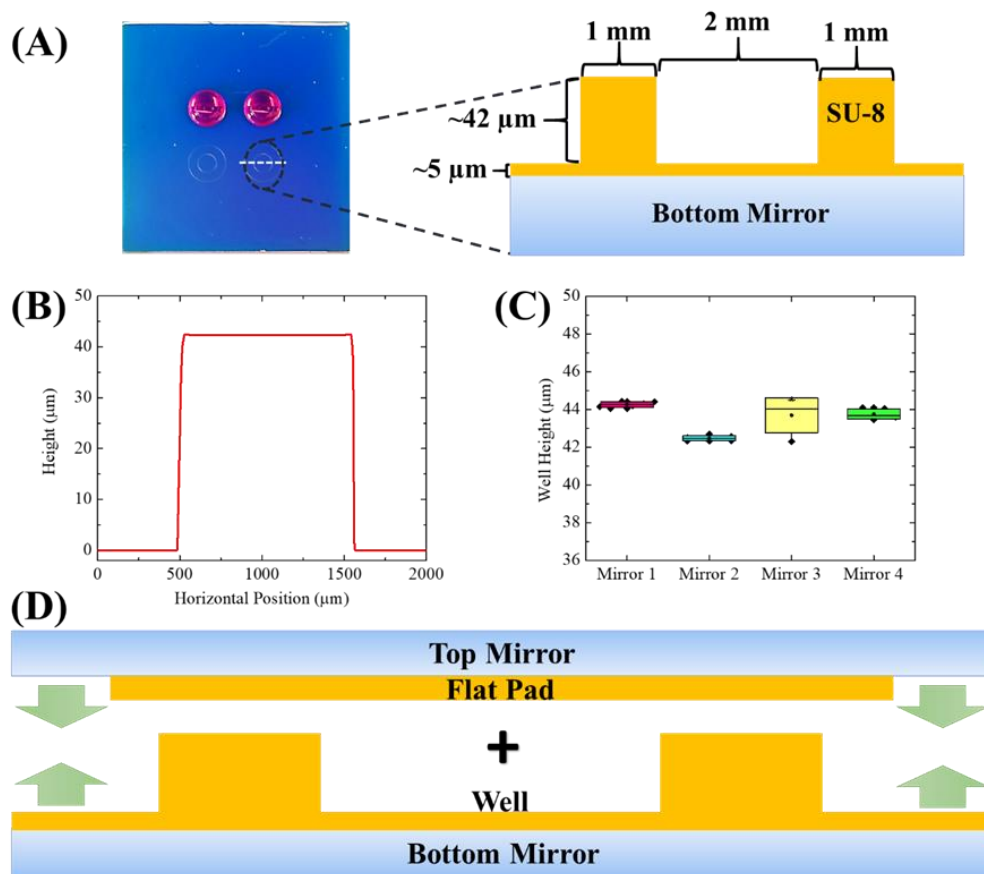 (A)
1 mm
2 mm
1 mm
~42 µm
SU-8
~5 µm
Bottom Mirror
(B)
50
40
30
20
10
0
Height (µm)
0 500 1000 1500 2000
Horizontal Position (µm)
(C)
50
48
46
44
42
40
38
36
Well Height (µm)
Mirror 1 Mirror 2 Mirror 3 Mirror 4
(D)
Top Mirror
Flat Pad
+
Well
Bottom Mirror